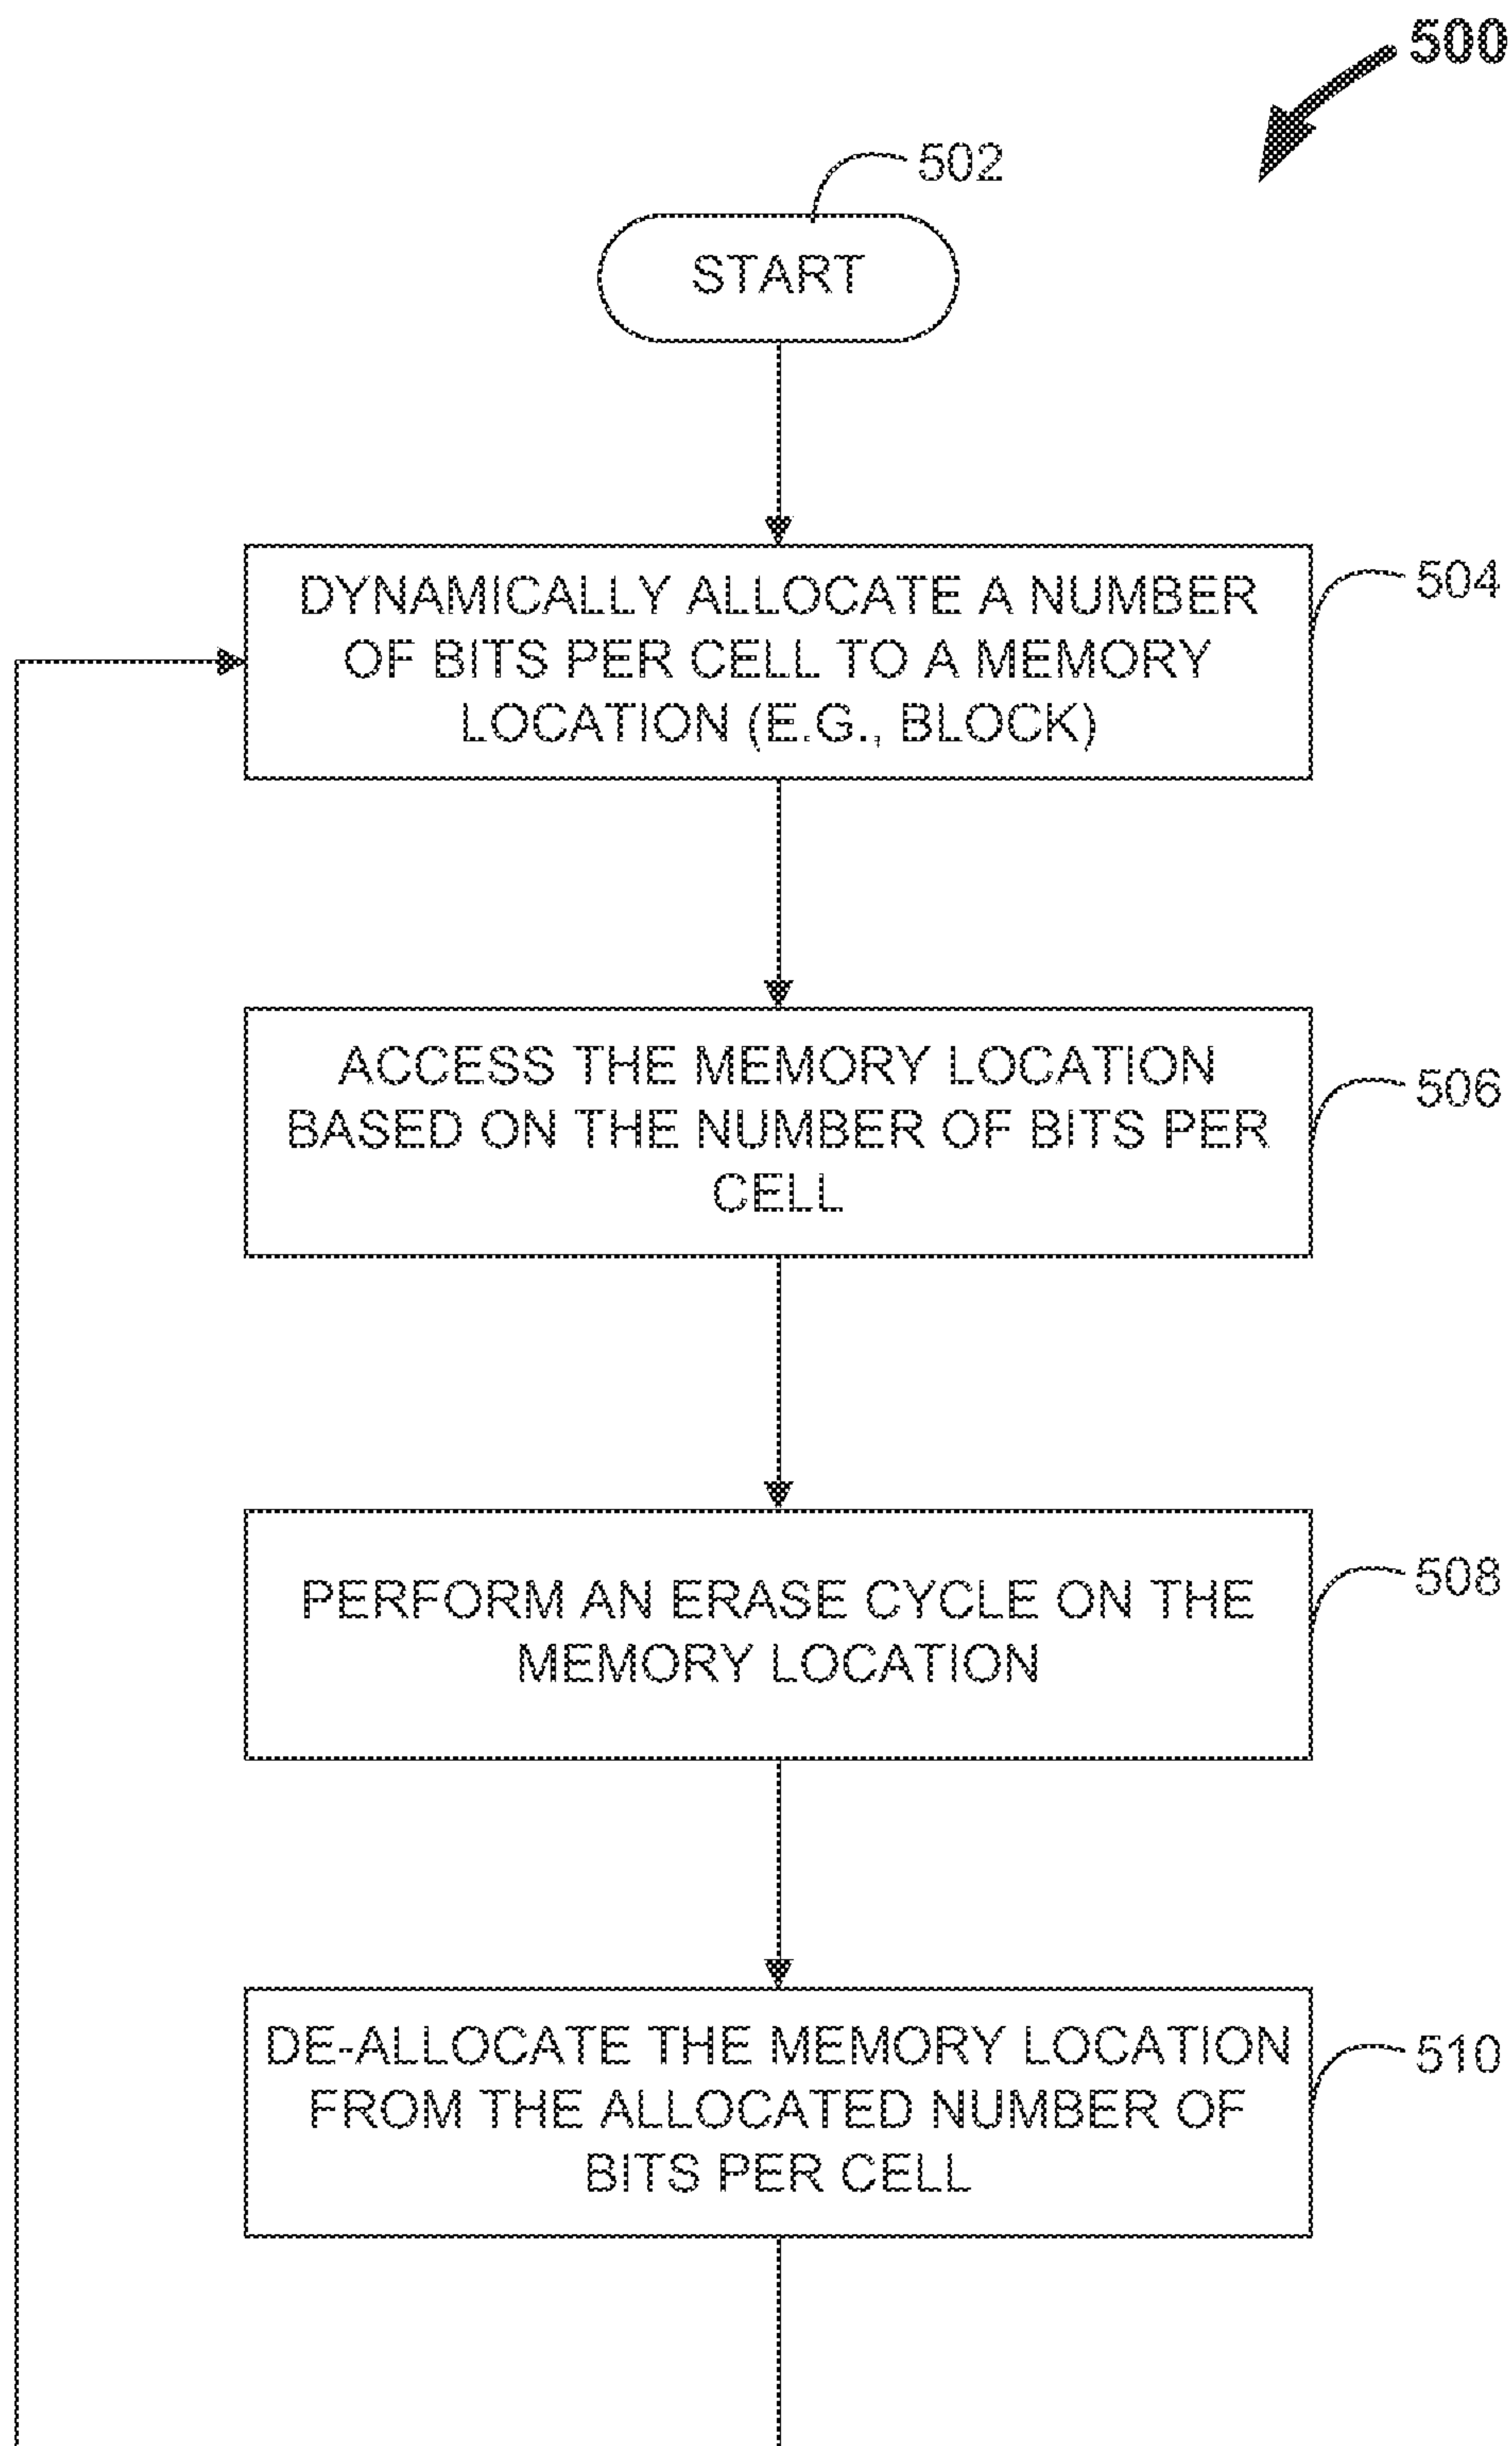 500
502
START
DYNAMICALLY ALLOCATE A NUMBER
OF BITS PER CELL TO A MEMORY
LOCATION (E.G., BLOCK)
504
ACCESS THE MEMORY LOCATION
BASED ON THE NUMBER OF BITS PER
CELL
506
PERFORM AN ERASE CYCLE ON THE
MEMORY LOCATION
508
DE-ALLOCATE THE MEMORY LOCATION
FROM THE ALLOCATED NUMBER OF
BITS PER CELL
510